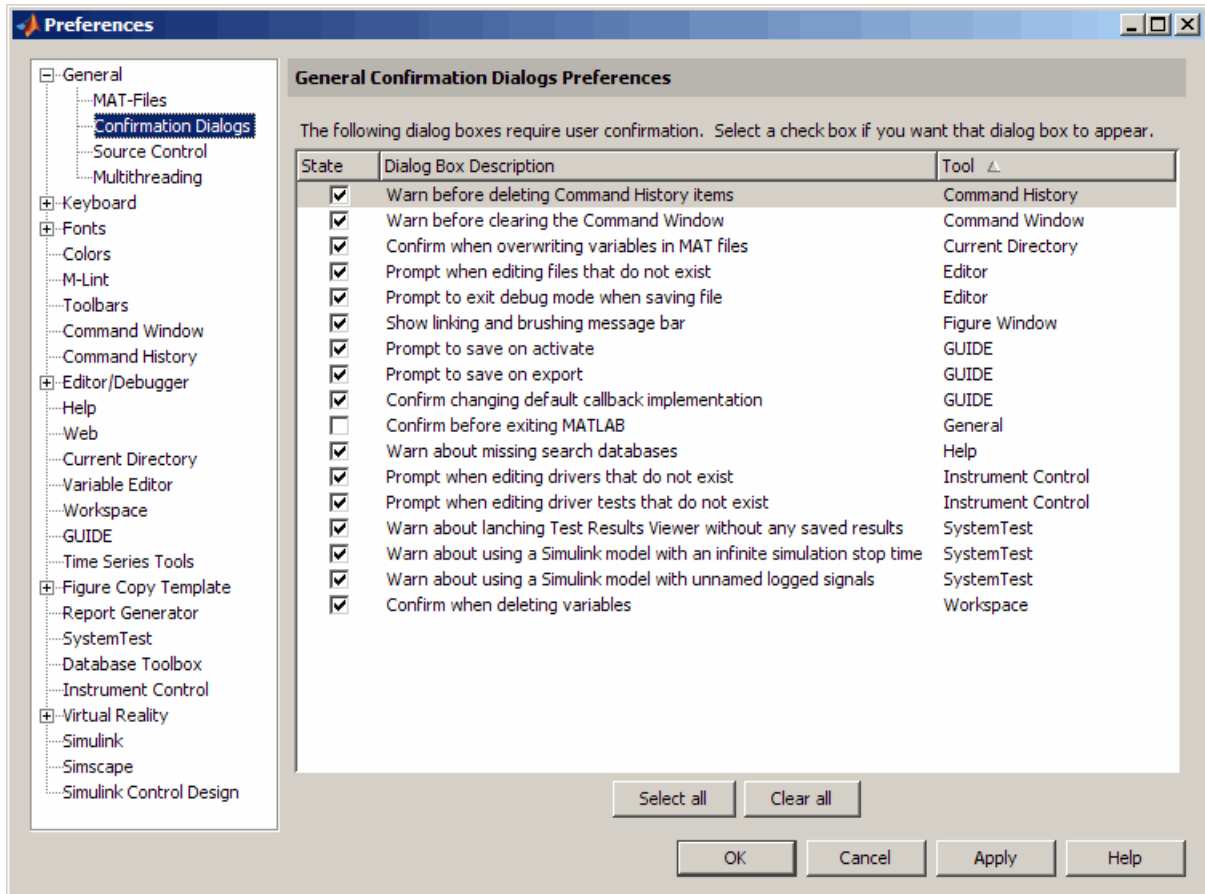 Preferences
General
MAT-Files
Confirmation Dialogs
Source Control
Multithreading
Keyboard
Fonts
Colors
M-Lint
Toolbars
Command Window
Command History
Editor/Debugger
Help
Web
Current Directory
Variable Editor
Workspace
GUIDE
Time Series Tools
Figure Copy Template
Report Generator
SystemTest
Database Toolbox
Instrument Control
Virtual Reality
Simulink
Simscape
Simulink Control Design
General Confirmation Dialogs Preferences
The following dialog boxes require user confirmation. Select a check box if you want that dialog box to appear.
State Dialog Box Description Tool
Warn before deleting Command History items Command History
Warn before clearing the Command Window Command Window
Confirm when overwriting variables in MAT files Current Directory
Prompt when editing files that do not exist Editor
Prompt to exit debug mode when saving file Editor
Show linking and brushing message bar Figure Window
Prompt to save on activate GUIDE
Prompt to save on export GUIDE
Confirm changing default callback implementation GUIDE
Confirm before exiting MATLAB General
Warn about missing search databases Help
Prompt when editing drivers that do not exist Instrument Control
Prompt when editing driver tests that do not exist Instrument Control
Warn about lanching Test Results Viewer without any saved results SystemTest
Warn about using a Simulink model with an infinite simulation stop time SystemTest
Warn about using a Simulink model with unnamed logged signals SystemTest
Confirm when deleting variables Workspace
Select all Clear all
OK Cancel Apply Help